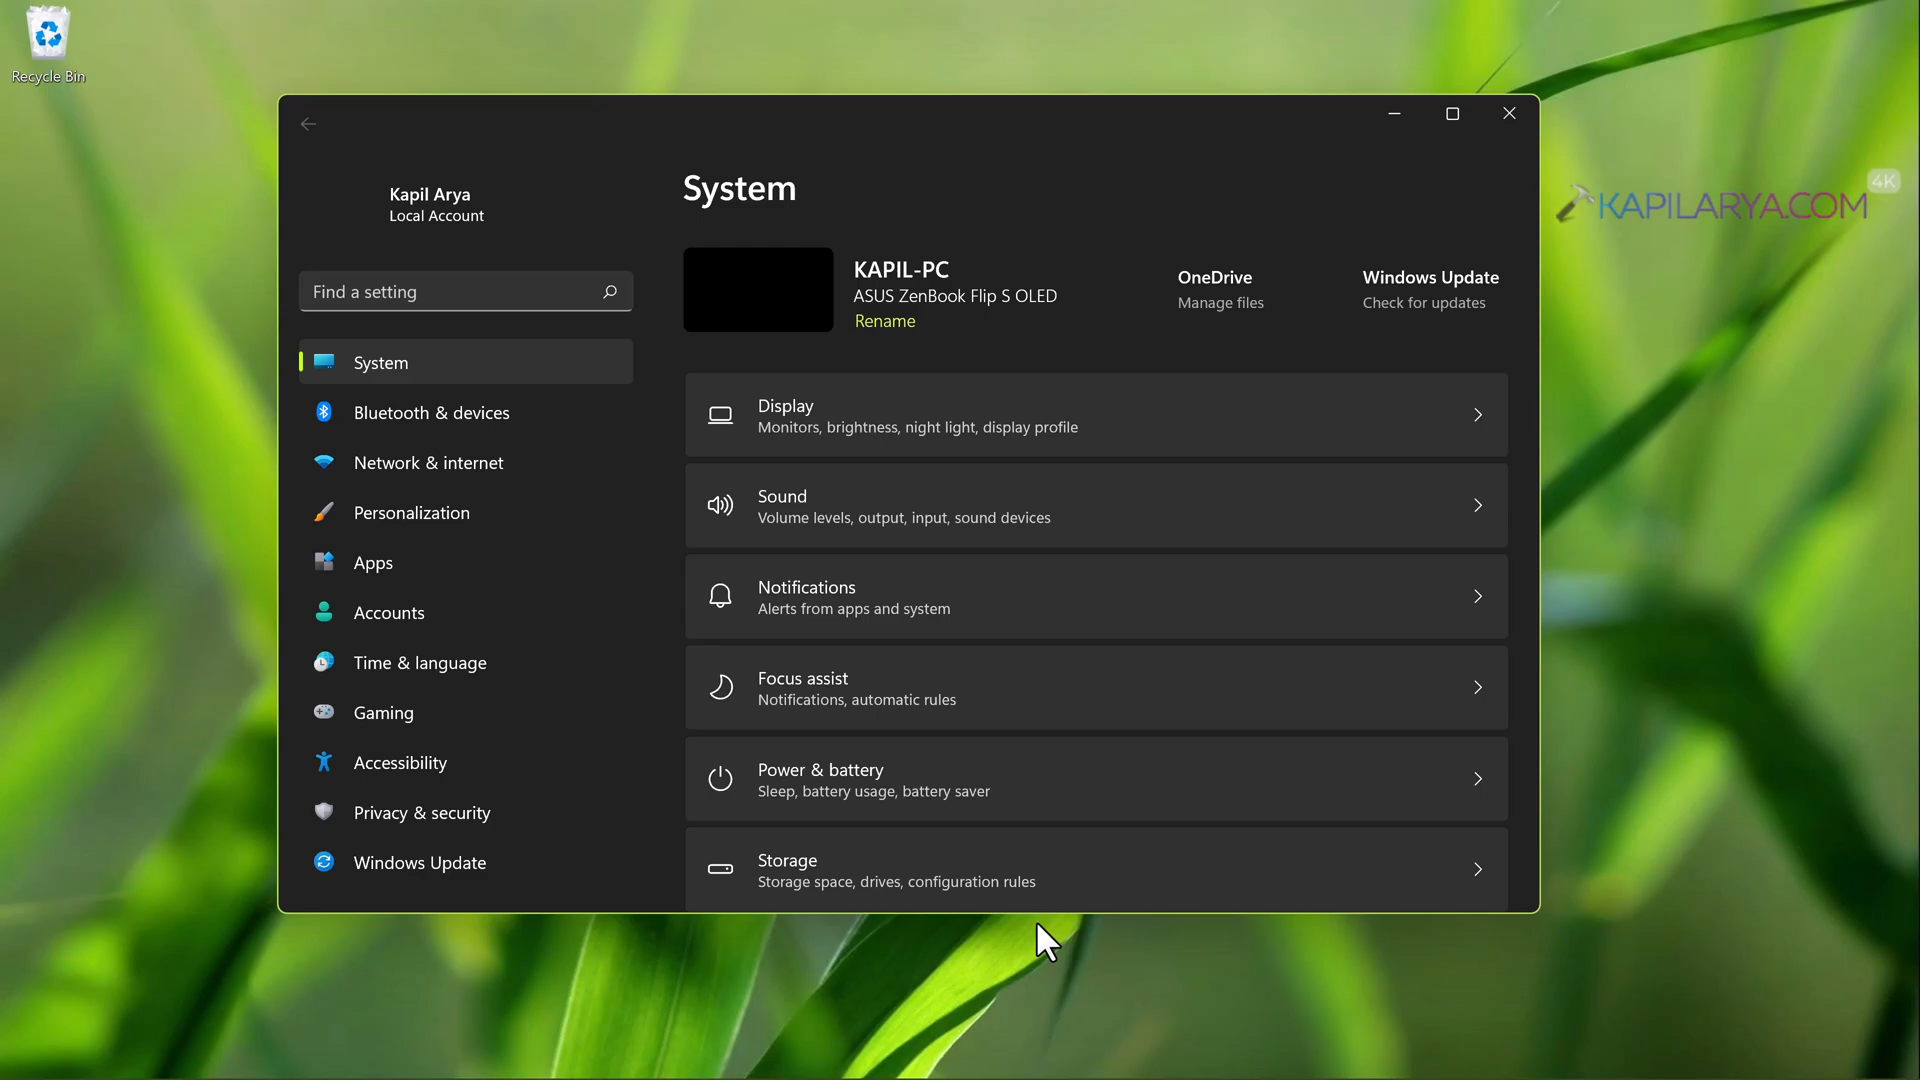 Recycle Bin
4K
KAPILARYA.COM
Kapil Arya
Local Account
Find a setting
System
Bluetooth & devices
Network & internet
Personalization
Apps
Accounts
Time & language
Gaming
Accessibility
Privacy & security
Windows Update
System
KAPIL-PC
ASUS ZenBook Flip S OLED
Rename
OneDrive
Manage files
Windows Update
Check for updates
Display
Monitors, brightness, night light, display profile
Sound
Volume levels, output, input, sound devices
Notifications
Alerts from apps and system
Focus assist
Notifications, automatic rules
Power & battery
Sleep, battery usage, battery saver
Storage
Storage space, drives, configuration rules